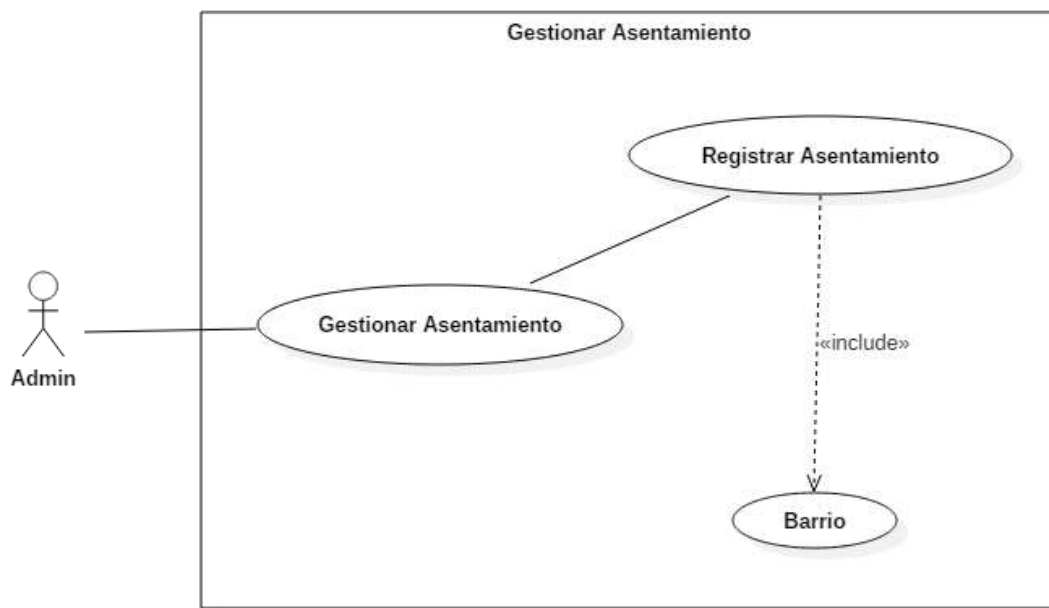 Gestionar Asentamiento
Registrar Asentamiento
Gestionar Asentamiento
«include»
Admin
Barrio